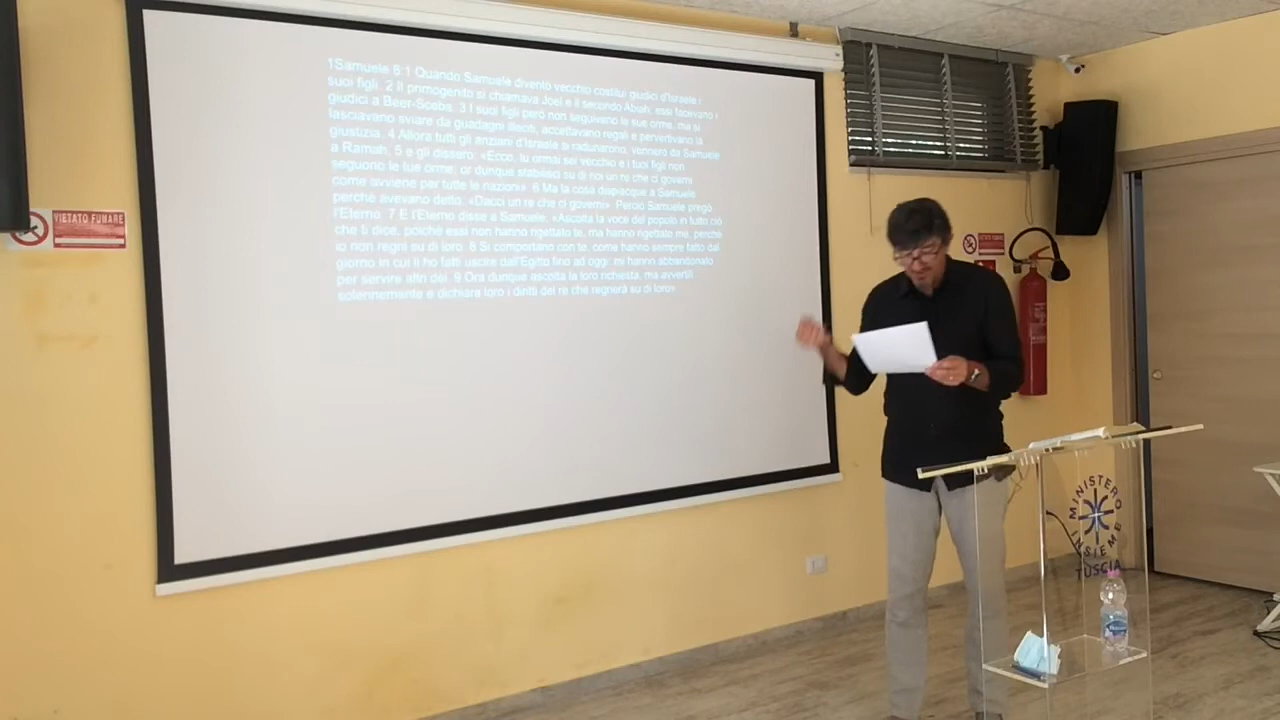 1Samuele 8:1 Quando Samuele diventò vecchio costituì giudici d'Israele i
suoi figli. 2 Il primogenito si chiamava Joel e il secondo Abiah; essi facevano i
giudici a Beer-Sceba. 3 I suoi figli però non seguivano le sue orme, ma si
lasciavano sviare da guadagni illeciti, accettavano regali e pervertivano la
giustizia. 4 Allora tutti gli anziani d'Israele si radunarono, vennero da Samuele
a Ramah, 5 e gli dissero: «Ecco, tu ormai sei vecchio e i tuoi figli non
seguono le tue orme; or dunque stabilisci su di noi un re che ci governi
come avviene per tutte le nazioni». 6 Ma la cosa dispiacque a Samuele
perché avevano detto: «Dacci un re che ci governi». Perciò Samuele pregò
l'Eterno. 7 E l'Eterno disse a Samuele: «Ascolta la voce del popolo in tutto ciò
che ti dice, poiché essi non hanno rigettato te, ma hanno rigettato me, perché
io non regni su di loro. 8 Si comportano con te, come hanno sempre fatto dal
giorno in cui li ho fatti uscire dall'Egitto fino ad oggi: mi hanno abbandonato
per servire altri dei. 9 Ora dunque ascolta la loro richiesta, ma avvertili
solennemente e dichiara loro i diritti del re che regnerà su di loro»
VIETATO FUMARE
VIETATO FUMARE
MINISTERO
INSIEME
TUSCIA